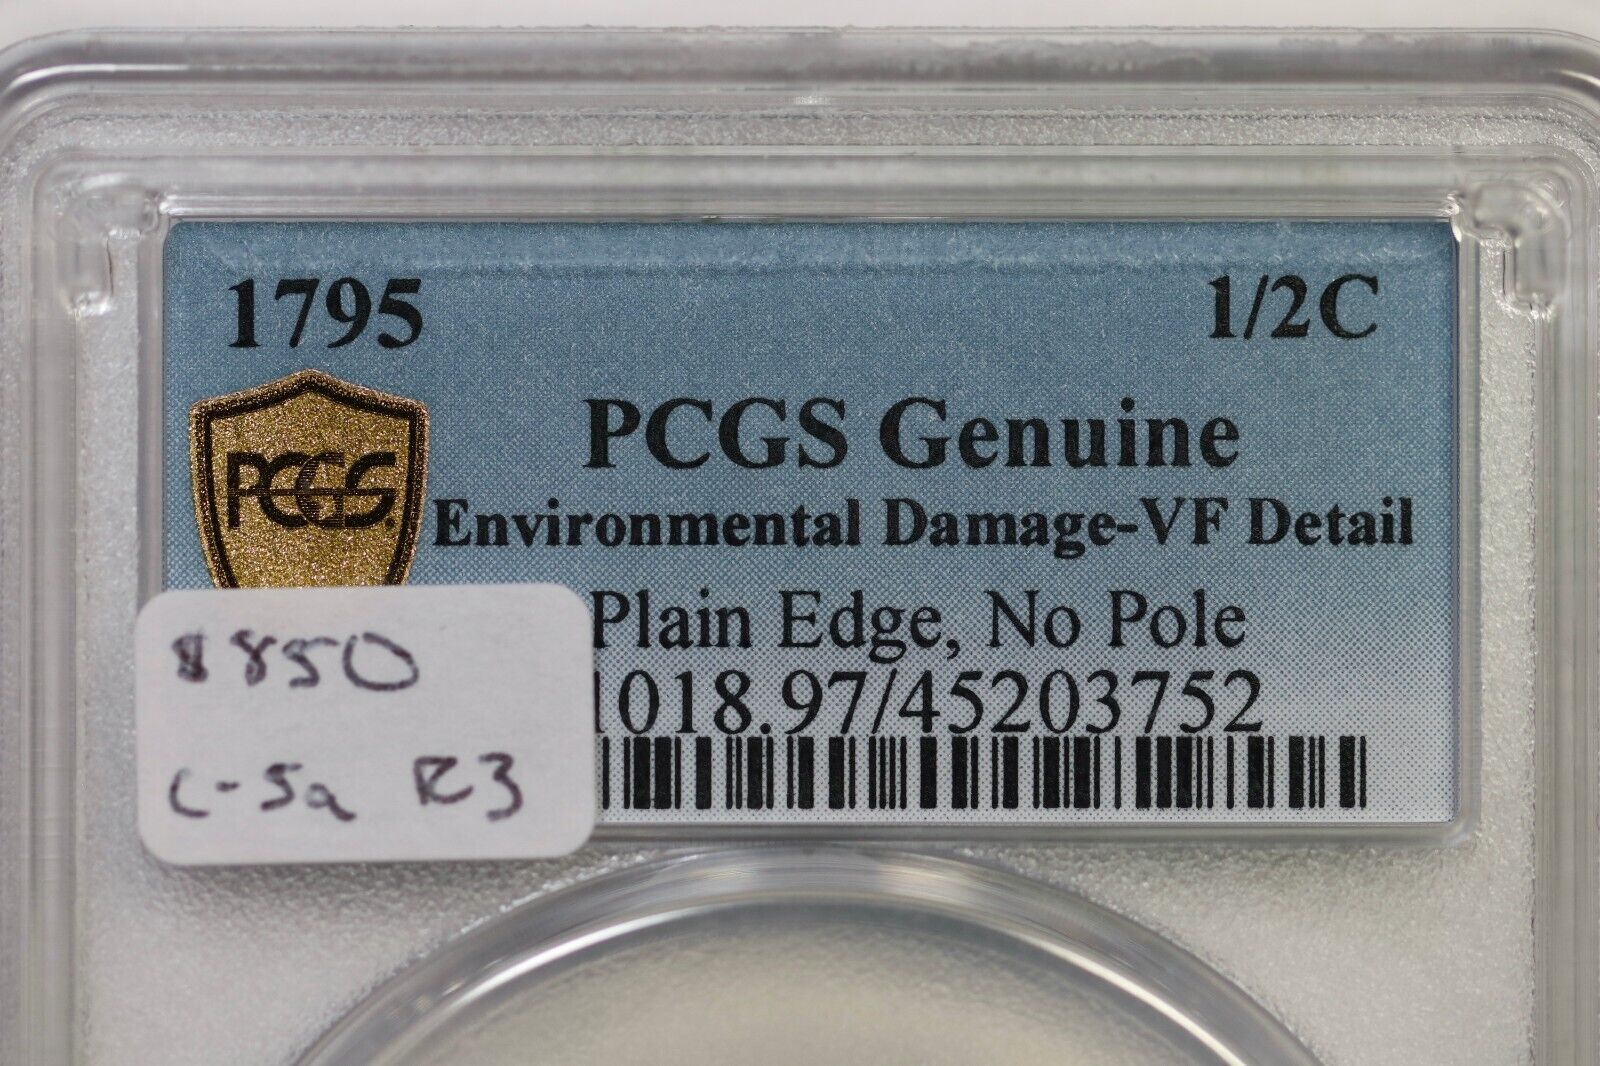 1795 1/2C
PCGS Genuine
PCGS
Environmental Damage-VF Detail
Plain Edge, No Pole
1018.97/45203752
$850
C-5a R3